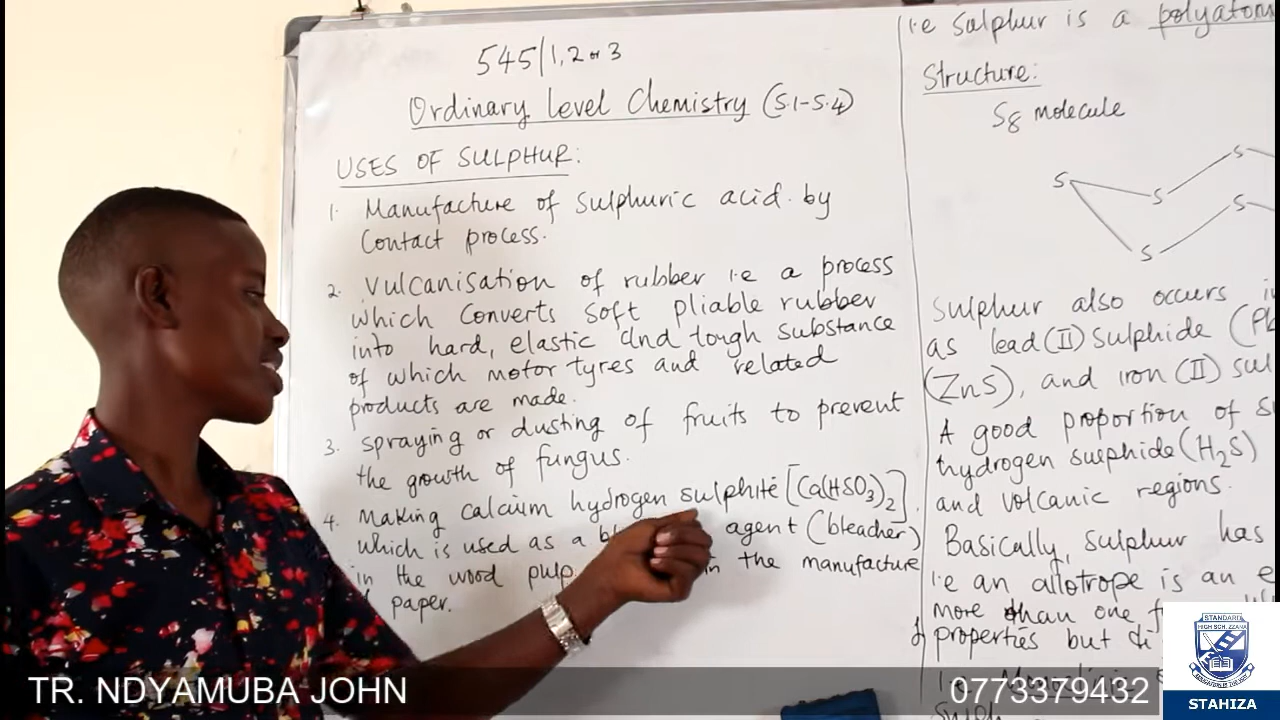 545/1,2 or 3
Ordinary Level Chemistry (S.1-S.4)
USES OF SULPHUR:
1. Manufacture of sulphuric acid by
Contact process.
2. Vulcanisation of rubber i.e a process
which converts soft pliable rubber
into hard, elastic and tough substance
of which motor tyres and related
products are made.
3. spraying or dusting of fruits to prevent
the growth of fungus.
4. Making calcium hydrogen sulphite [Ca(HSO3)2]
which is used as a agent (bleacher)
in the wood pulp in the manufacture
paper.
i.e sulphur is a
Structure:
S8 molecule
S S S
S S
Sulphur also occurs
as lead (II) sulphide
(ZnS), and iron (II)
A good proportion of
hydrogen sulphide (H2S)
and volcanic regions.
Basically, sulphur has
i.e an allotrope is an
more than one
properties but
TR. NDYAMUBA JOHN
0773379432
STANDARD
HIGH SCH. ZZANA
STAHIZA